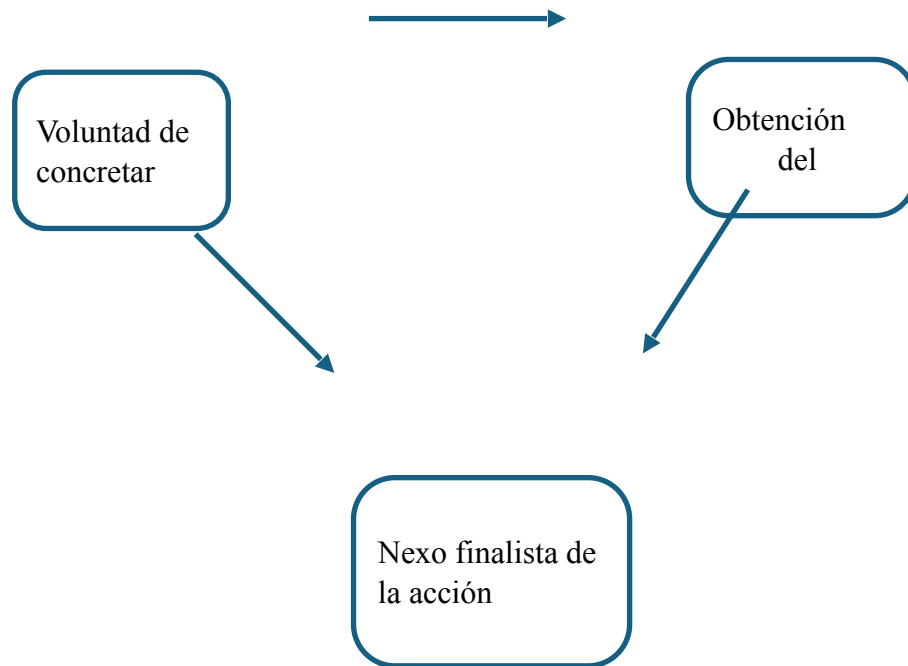 Voluntad de
concretar
Obtención
del
Nexo finalista de
la acción